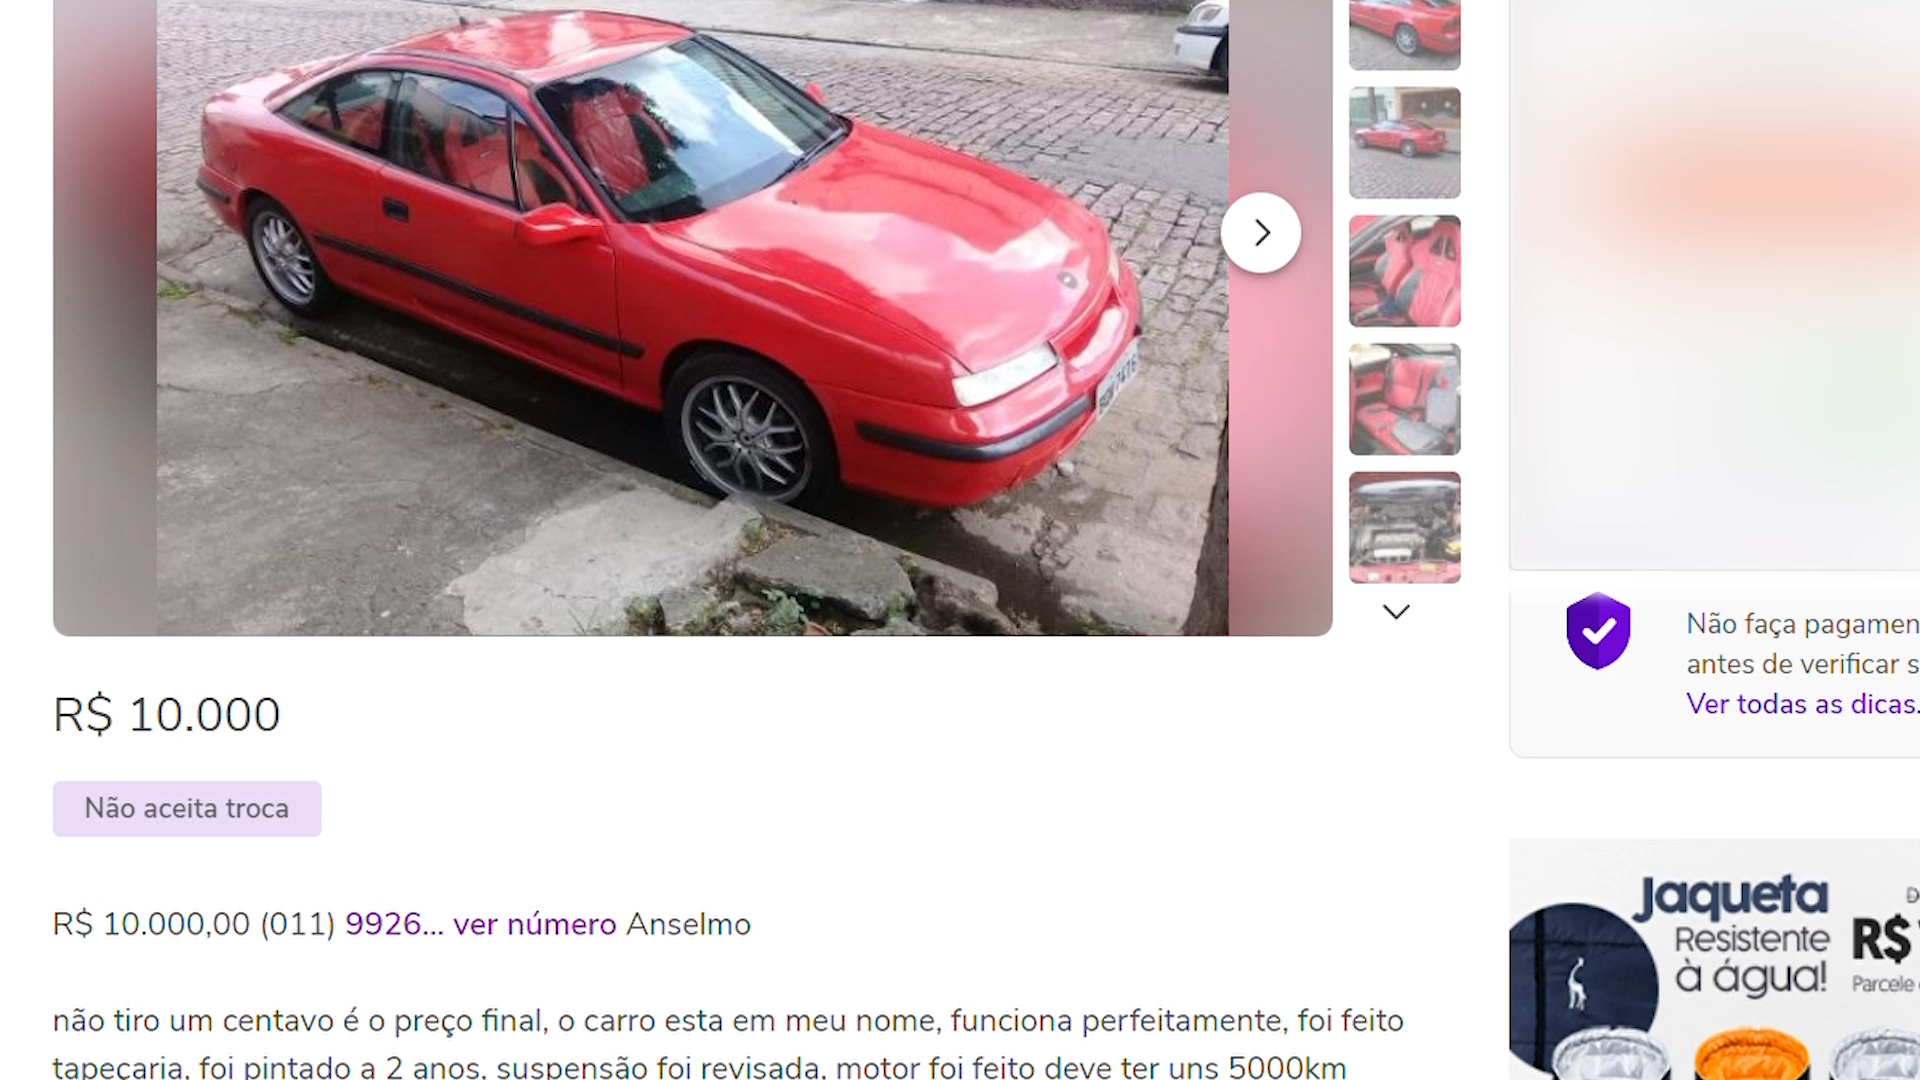 R$ 10.000
Não aceita troca
R$ 10.000,00 (011) 9926... ver número Anselmo
não tiro um centavo é o preço final, o carro esta em meu nome, funciona perfeitamente, foi feito
tapeçaria, foi pintado a 2 anos, suspensão foi revisada, motor foi feito deve ter uns 5000km
Não faça pagamen
antes de verificar s
Ver todas as dicas.
Jaqueta
Resistente
à água!
R$
Parcele